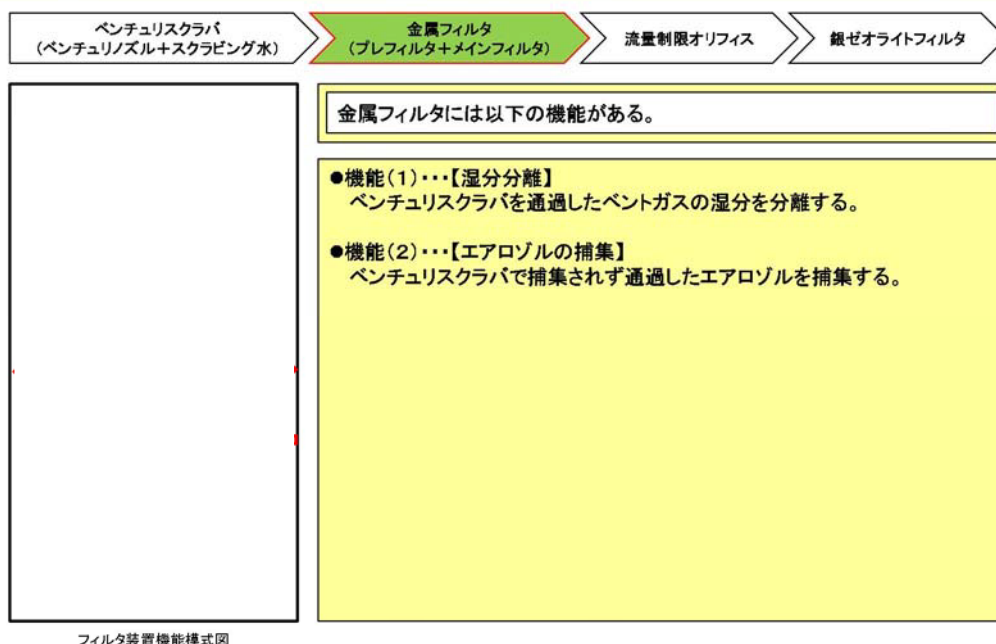 ベンチュリスクラバ
(ベンチュリノズル+スクラビング水)
金属フィルタ
(プレフィルタ+メインフィルタ)
流量制限オリフィス
銀ゼオライトフィルタ
金属フィルタには以下の機能がある。
●機能(1)・・・【湿分分離】
ベンチュリスクラバを通過したベントガスの湿分を分離する。
●機能(2)・・・【エアロゾルの捕集】
ベンチュリスクラバで捕集されず通過したエアロゾルを捕集する。
フィルタ装置機能模式図